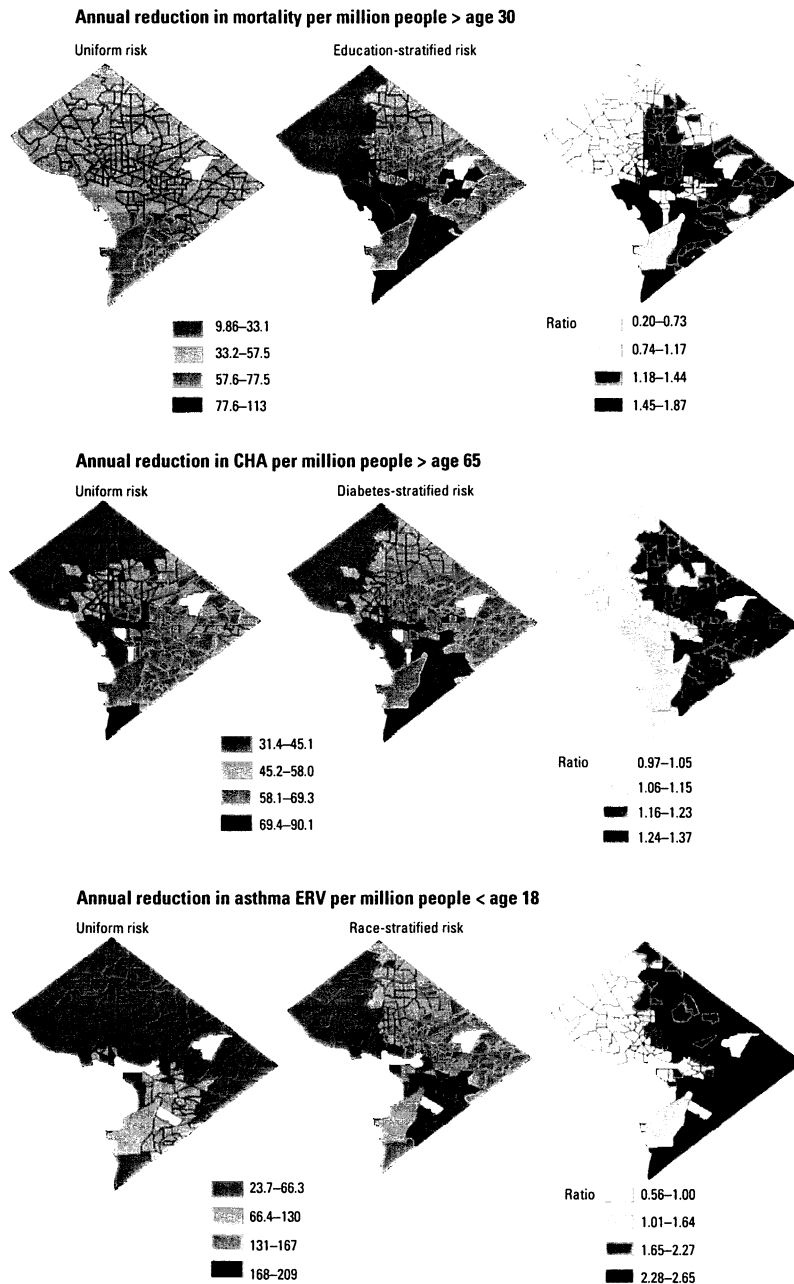 Annual reduction in mortality per million people > age 30
Uniform risk
Education-stratified risk
9.86–33.1
33.2–57.5
57.6–77.5
77.6–113
Ratio
0.20–0.73
0.74–1.17
1.18–1.44
1.45–1.87
Annual reduction in CHA per million people > age 65
Uniform risk
Diabetes-stratified risk
31.4–45.1
45.2–58.0
58.1–69.3
69.4–90.1
Ratio
0.97–1.05
1.06–1.15
1.16–1.23
1.24–1.37
Annual reduction in asthma ERV per million people < age 18
Uniform risk
Race-stratified risk
23.7–66.3
66.4–130
131–167
168–209
Ratio
0.56–1.00
1.01–1.64
1.65–2.27
2.28–2.65